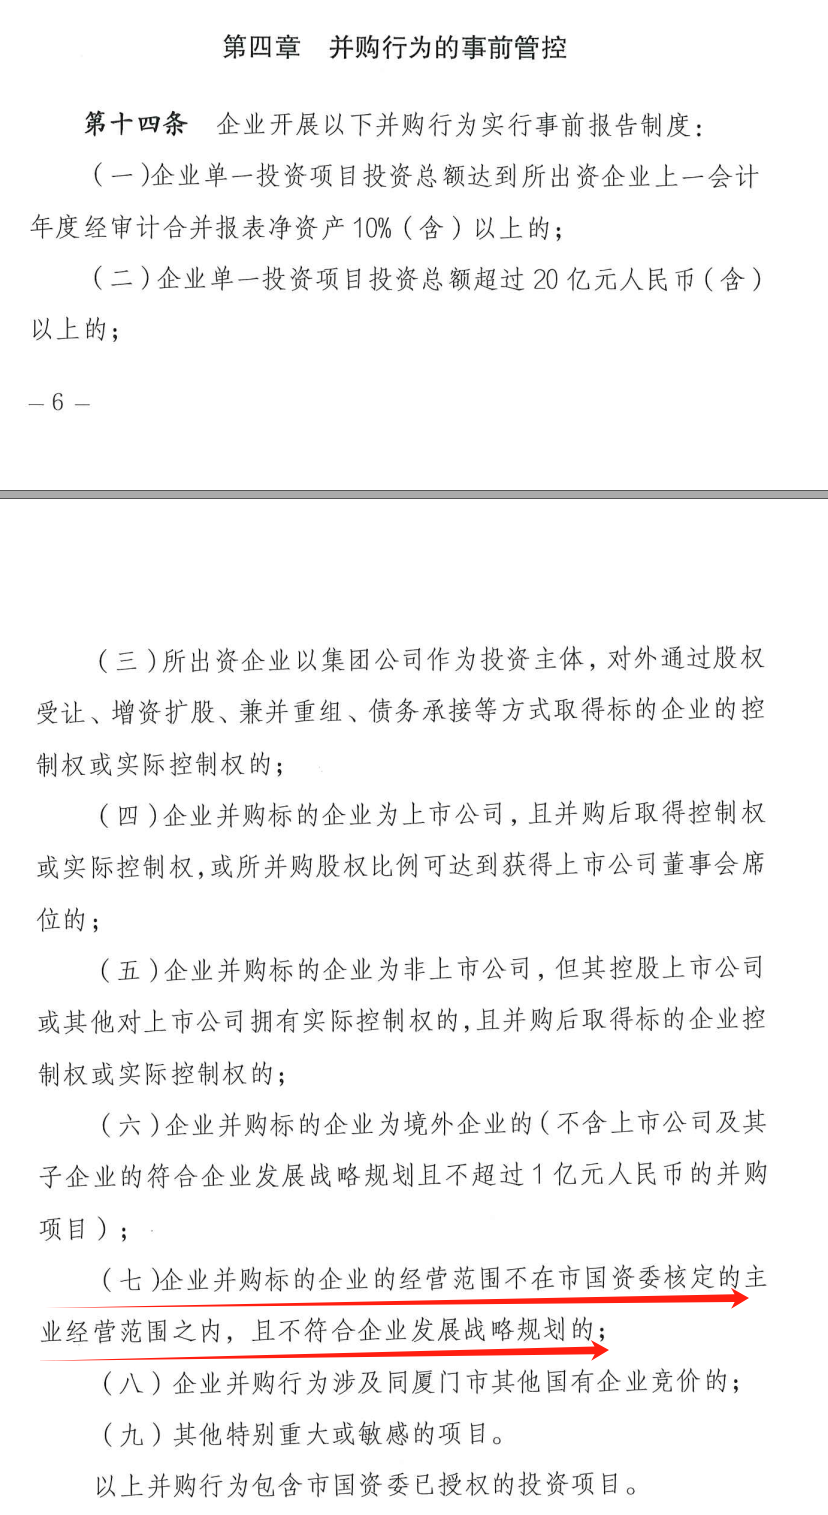 第四章 并购行为的事前管控
第十四条 企业开展以下并购行为实行事前报告制度：
（一）企业单一投资项目投资总额达到所出资企业上一会计
年度经审计合并报表净资产10%（含）以上的；
（二）企业单一投资项目投资总额超过20亿元人民币（含）
以上的；
— 6 —
（三）所出资企业以集团公司作为投资主体，对外通过股权
受让、增资扩股、兼并重组、债务承接等方式取得标的企业的控
制权或实际控制权的；
（四）企业并购标的企业为上市公司，且并购后取得控制权
或实际控制权，或所并购股权比例可达到获得上市公司董事会席
位的；
（五）企业并购标的企业为非上市公司，但其控股上市公司
或其他对上市公司拥有实际控制权的，且并购后取得标的企业控
制权或实际控制权的；
（六）企业并购标的企业为境外企业的（不含上市公司及其
子企业的符合企业发展战略规划且不超过1亿元人民币的并购
项目）；
（七）企业并购标的企业的经营范围不在市国资委核定的主
业经营范围之内，且不符合企业发展战略规划的；
（八）企业并购行为涉及同厦门市其他国有企业竞价的；
（九）其他特别重大或敏感的项目。
以上并购行为包含市国资委已授权的投资项目。